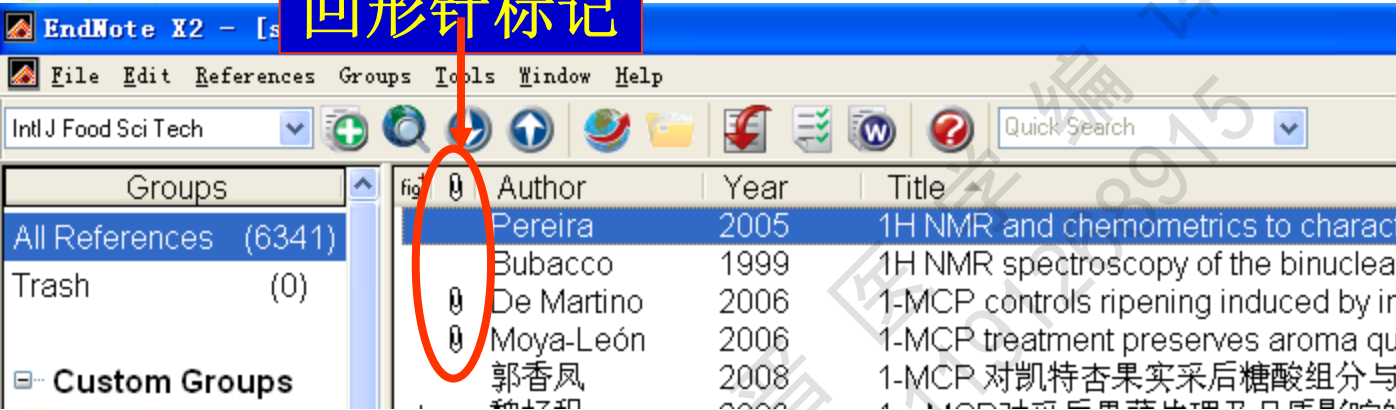 回形针标记
EndNote X2 - [s
File Edit References Groups Tools Window Help
Intl J Food Sci Tech
Quick Search
Groups
fig Author Year Title
All References (6341)
Pereira 2005 1H NMR and chemometrics to charac
Bubacco 1999 1H NMR spectroscopy of the binuclea
Trash (0)
De Martino 2006 1-MCP controls ripening induced by
Moya-León 2006 1-MCP treatment preserves aroma qu
Custom Groups
郭香凤 2008 1-MCP 对凯特杏果实采后糖酸组分与